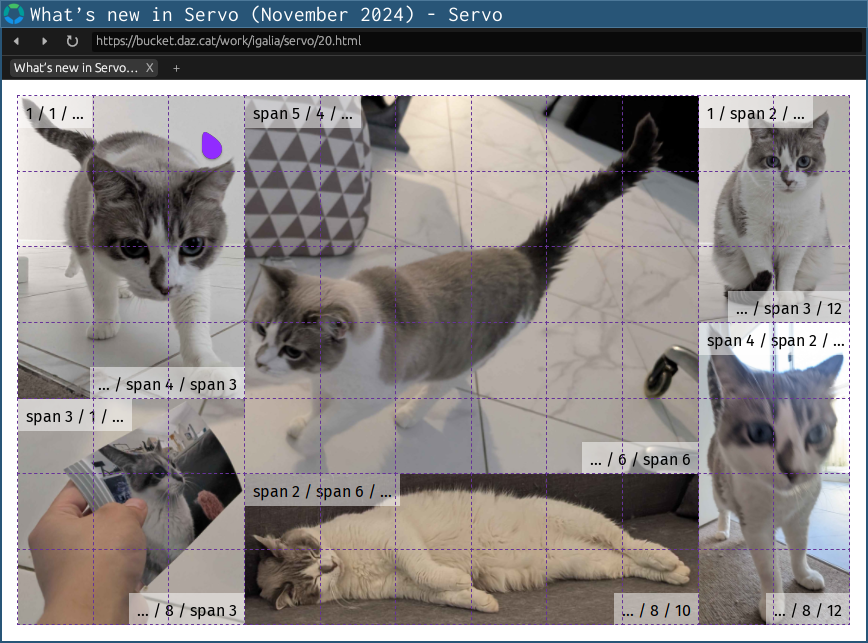 What's new in Servo (November 2024) - Servo
https://bucket.daz.cat/work/igalia/servo/20.html
What's new in Servo... X +
1 / 1 / ...
span 5 / 4 / ...
1 / span 2 / ...
... / span 3 / 12
span 4 / span 2 / ...
... / span 4 / span 3
span 3 / 1 / ...
... / 6 / span 6
span 2 / span 6 / ...
... / 8 / span 3
... / 8 / 10
... / 8 / 12